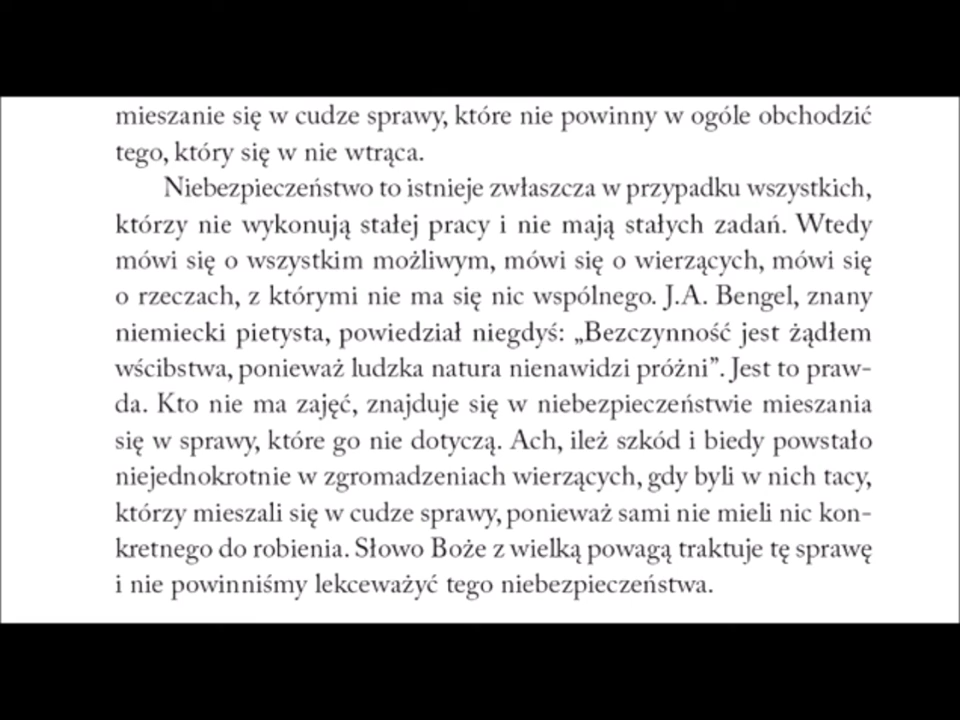 mieszanie się w cudze sprawy, które nie powinny w ogóle obchodzić
tego, który się w nie wtrąca.
Niebezpieczeństwo to istnieje zwłaszcza w przypadku wszystkich,
którzy nie wykonują stałej pracy i nie mają stałych zadań. Wtedy
mówi się o wszystkim możliwym, mówi się o wierzących, mówi się
o rzeczach, z którymi nie ma się nic wspólnego. J.A. Bengel, znany
niemiecki pietysta, powiedział niegdyś: „Bezczynność jest żądłem
wścibstwa, ponieważ ludzka natura nienawidzi próżni”. Jest to praw-
da. Kto nie ma zajęć, znajduje się w niebezpieczeństwie mieszania
się w sprawy, które go nie dotyczą. Ach, ileż szkód i biedy powstało
niejednokrotnie w zgromadzeniach wierzących, gdy byli w nich tacy,
którzy mieszali się w cudze sprawy, ponieważ sami nie mieli nic kon-
kretnego do robienia. Słowo Boże z wielką powagą traktuje tę sprawę
i nie powinniśmy lekceważyć tego niebezpieczeństwa.